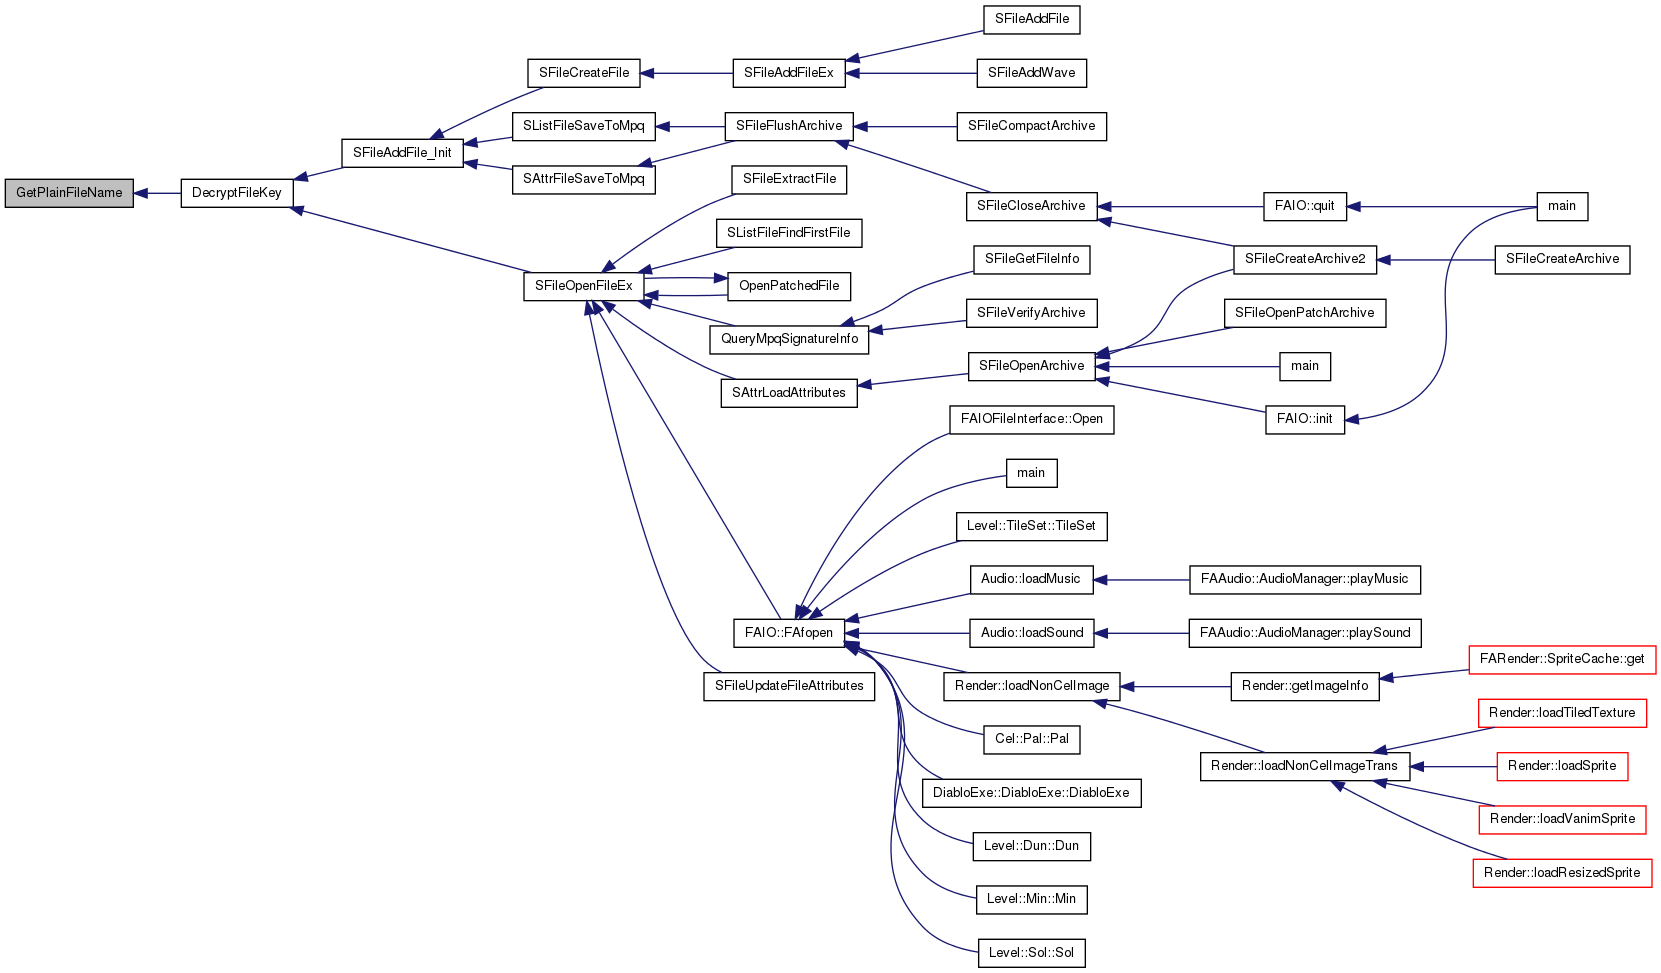 SFileAddFile
SFileCreateFile
SFileAddFileEx
SFileAddWave
SListFileSaveToMpq
SFileFlushArchive
SFileCompactArchive
SFileAddFile_Init
SAttrFileSaveToMpq
SFileExtractFile
GetPlainFileName
DecryptFileKey
SFileCloseArchive
FAIO::quit
main
SListFileFindFirstFile
SFileGetFileInfo
SFileCreateArchive2
SFileCreateArchive
SFileOpenFileEx
OpenPatchedFile
SFileVerifyArchive
SFileOpenPatchArchive
QueryMpqSignatureInfo
SFileOpenArchive
main
SAttrLoadAttributes
FAIOFileInterface::Open
FAIO::init
main
Level::TileSet::TileSet
Audio::loadMusic
FAAudio::AudioManager::playMusic
FAIO::FAfopen
Audio::loadSound
FAAudio::AudioManager::playSound
FARender::SpriteCache::get
SFileUpdateFileAttributes
Render::loadNonCelImage
Render::getImageInfo
Render::loadTiledTexture
Cel::Pal::Pal
Render::loadNonCelImageTrans
Render::loadSprite
DiabloExe::DiabloExe::DiabloExe
Render::loadVanimSprite
Level::Dun::Dun
Render::loadResizedSprite
Level::Min::Min
Level::Sol::Sol